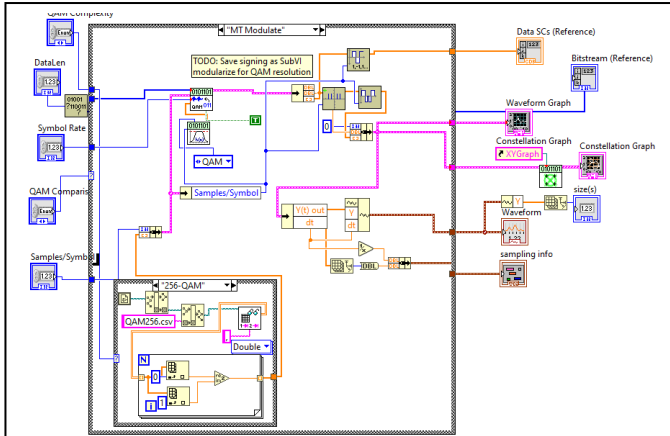 QAM Complexity
"MT Modulate"
Data SCs (Reference)
DataLen
TODO: Save signing as SubVI
modularize for QAM resolution
Bitstream (Reference)
Symbol Rate
Waveform Graph
QAM
Constellation Graph
XYGraph
Constellation Graph
QAM Comparis
Samples/Symbol
size(s)
Y(t) out
dt
Y
dt
Y
Waveform
Samples/Symbol
DBL
sampling info
"256-QAM"
QAM256.csv
Double
N
0
i
1